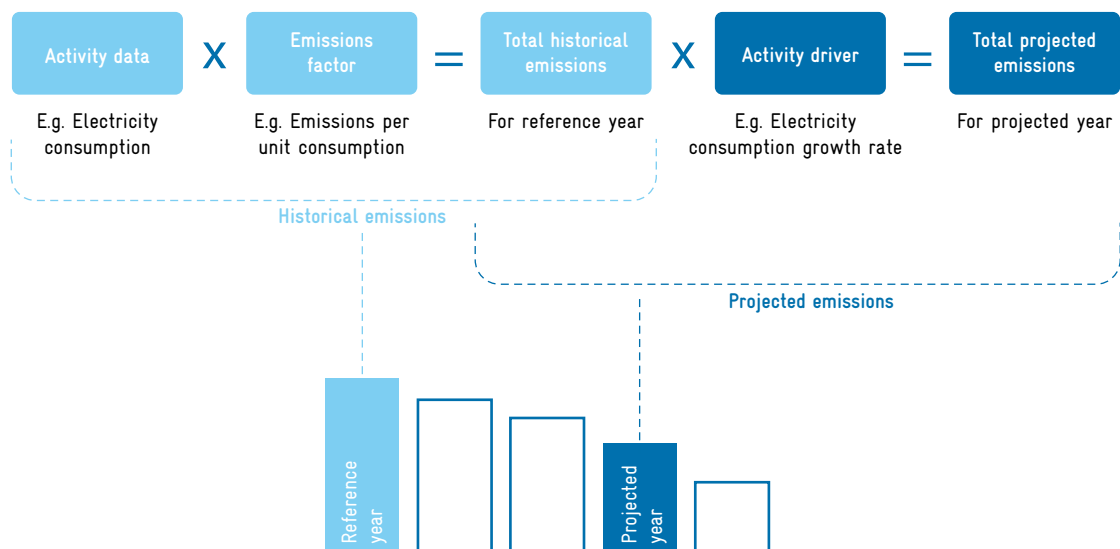 Activity data
X
Emissions
factor
=
Total historical
emissions
X
Activity driver
=
Total projected
emissions
E.g. Electricity
consumption
E.g. Emissions per
unit consumption
For reference year
E.g. Electricity
consumption growth rate
For projected year
Historical emissions
Projected emissions
Reference
year
Projected
year